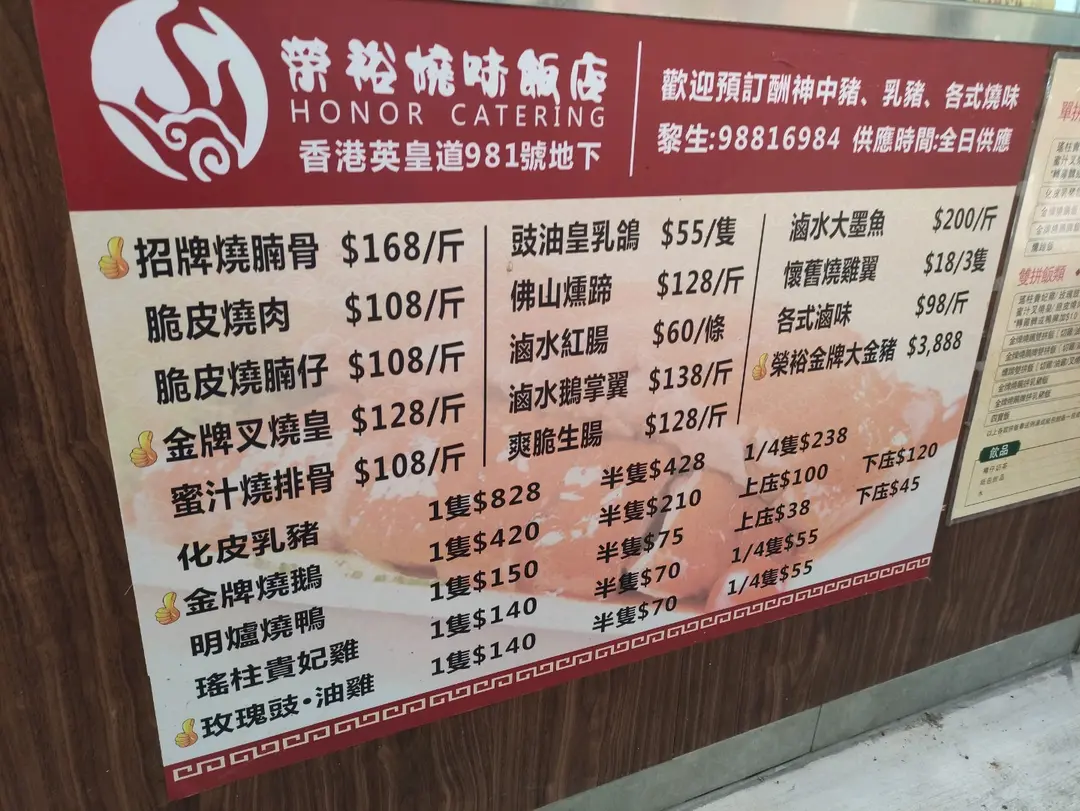 榮裕燒味飯店
HONOR CATERING
香港英皇道981號地下
歡迎預訂酬神中豬、乳豬、各式燒味
黎生:98816984 供應時間:全日供應
招牌燒腩骨 $168/斤
脆皮燒肉 $108/斤
脆皮燒腩仔 $108/斤
金牌叉燒皇 $128/斤
蜜汁燒排骨 $108/斤
豉油皇乳鴿 $55/隻
佛山燻蹄 $128/斤
滷水紅腸 $60/條
滷水鵝掌翼 $138/斤
爽脆生腸 $128/斤
滷水大墨魚 $200/斤
懷舊燒雞翼 $18/3隻
各式滷味 $98/斤
榮裕金牌大金豬 $3,888
化皮乳豬 1隻$828 半隻$428 1/4隻$238
金牌燒鵝 1隻$420 半隻$210 上庄$100 下庄$120
明爐燒鴨 1隻$150 半隻$75 上庄$38 下庄$45
瑤柱貴妃雞 1隻$140 半隻$70 1/4隻$55
玫瑰豉·油雞 1隻$140 半隻$70 1/4隻$55
單拼
雙拼飯類
飲品